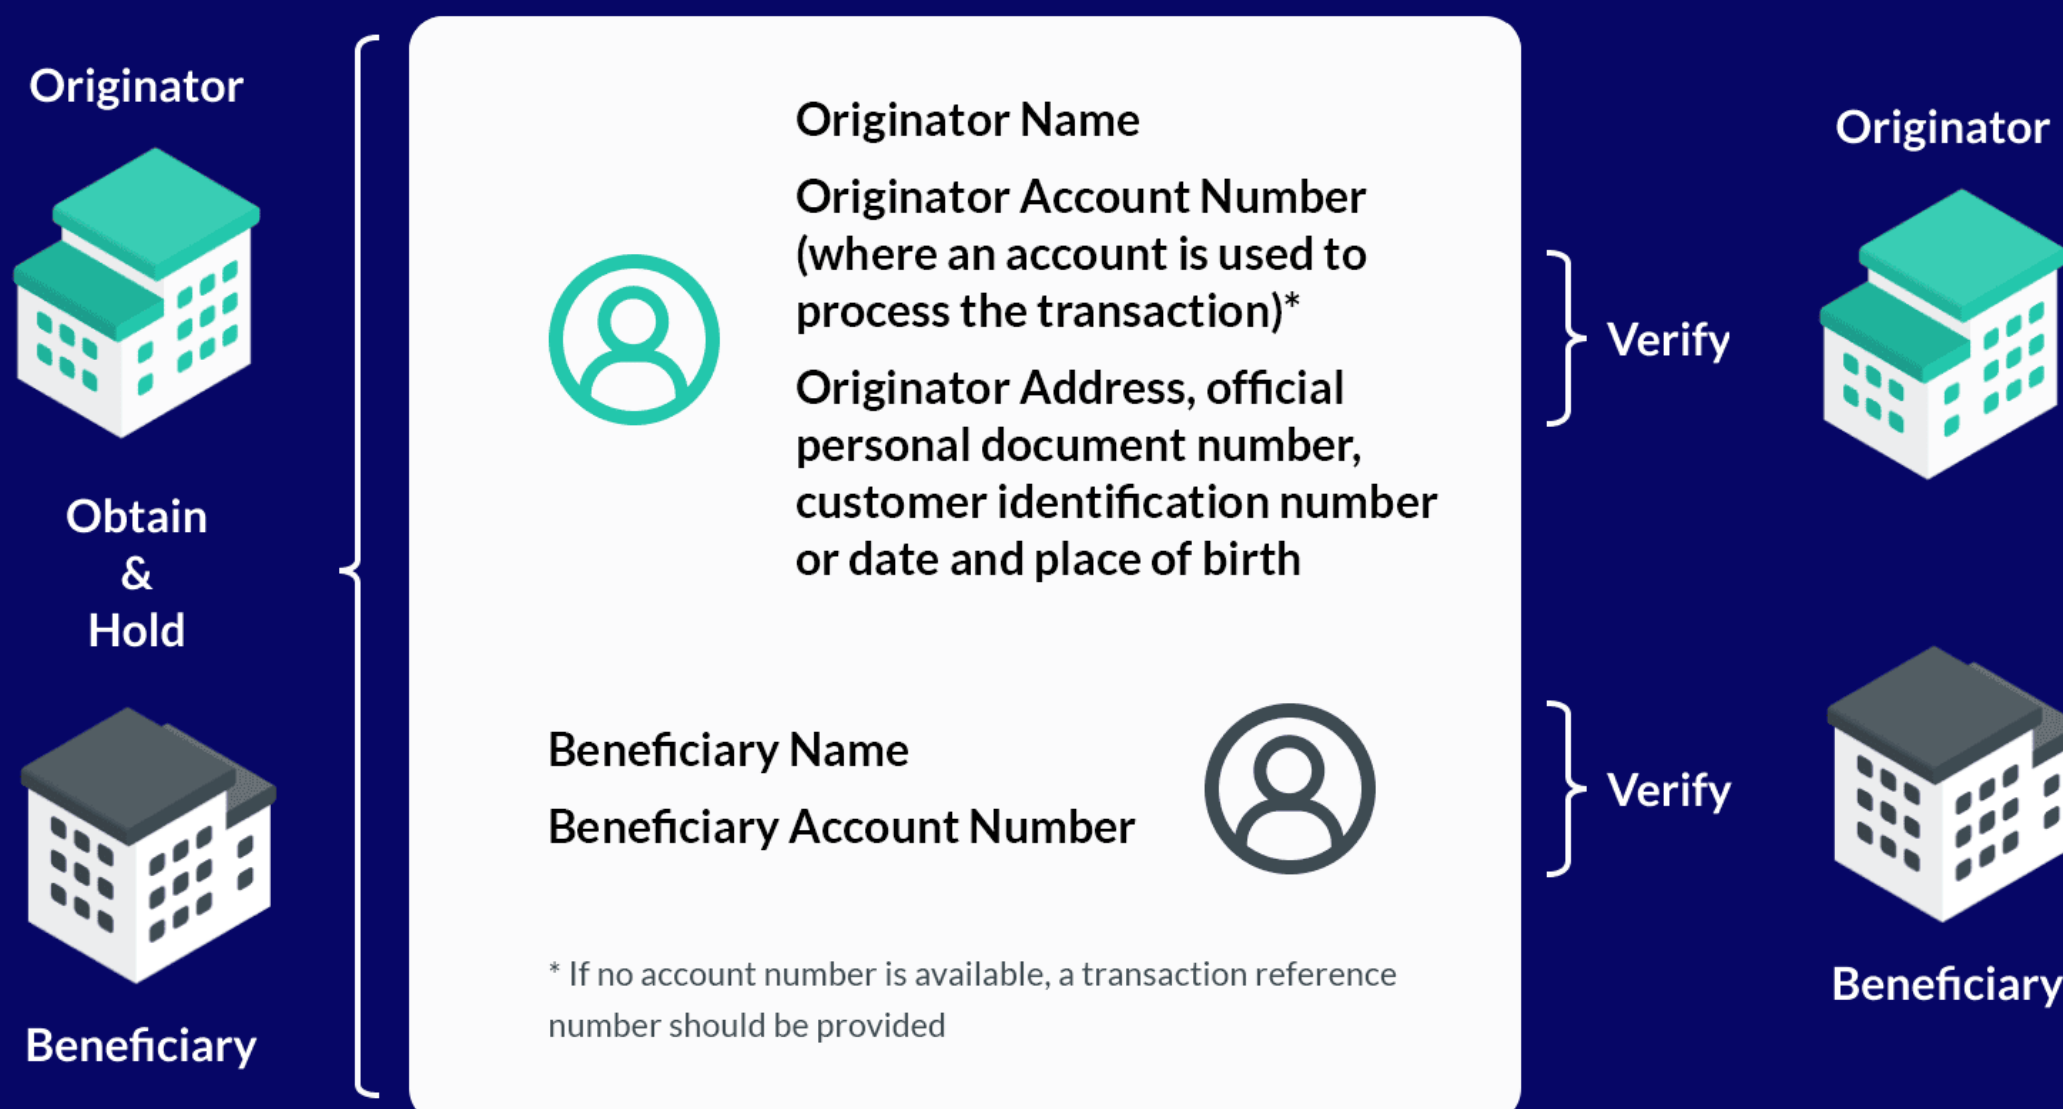 Originator
Obtain
&
Hold
Beneficiary
Originator Name
Originator Account Number
(where an account is used to
process the transaction)*
Originator Address, official
personal document number,
customer identification number
or date and place of birth
Beneficiary Name
Beneficiary Account Number
* If no account number is available, a transaction reference
number should be provided
Verify
Verify
Originator
Beneficiary